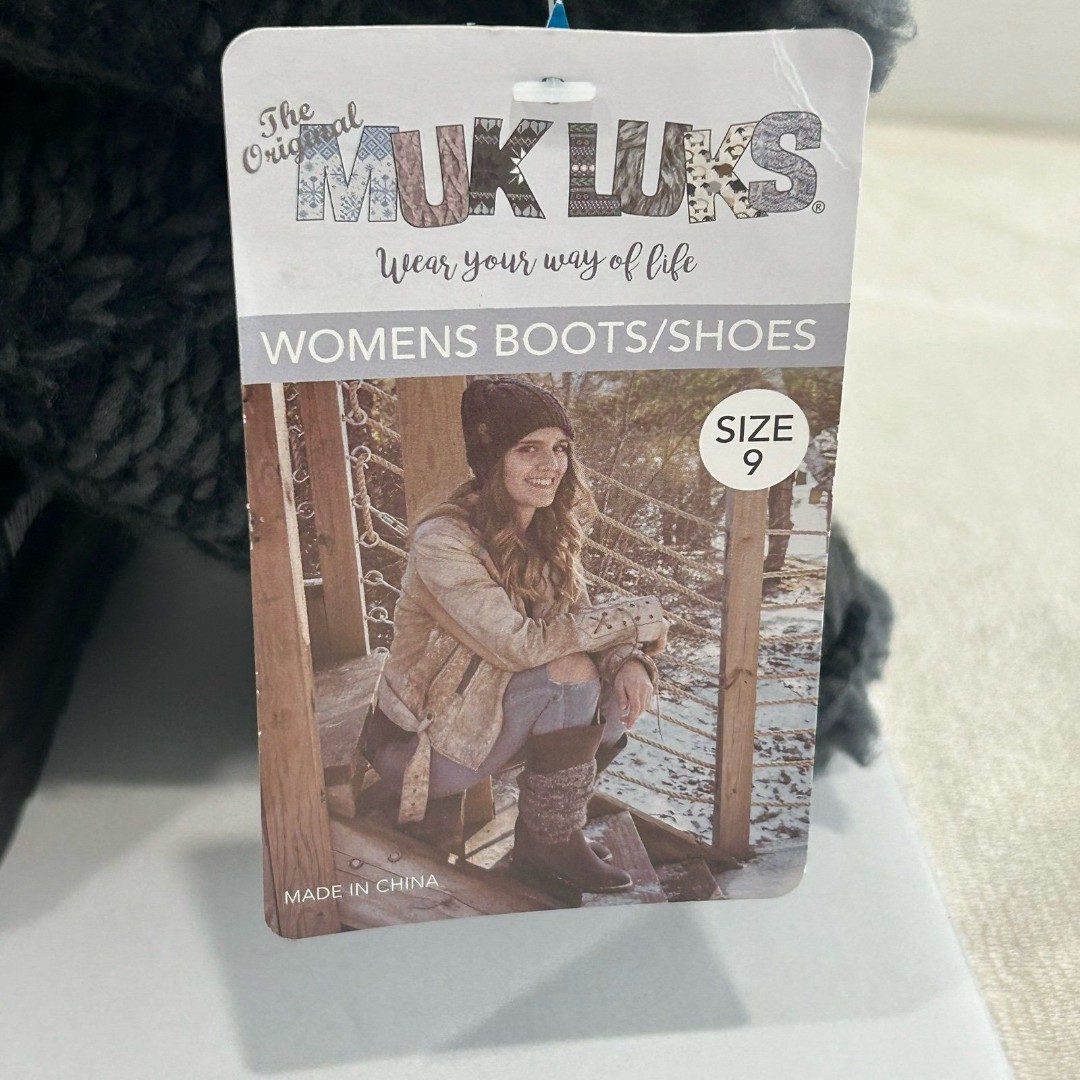 The
Original
MUK LUKS®
Wear your way of life
WOMENS BOOTS/SHOES
SIZE
9
MADE IN CHINA